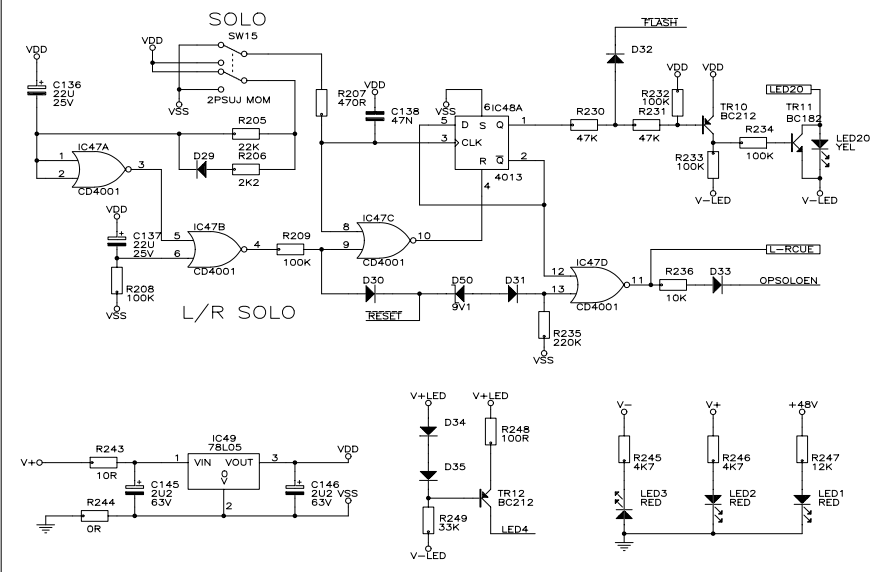 SOLO
SW15
VDD
VDD
C136
22U
25V
VSS
2PSUJ MOM
R207
470R
VDD
C138
47N
R205
22K
D29
R206
2K2
IC47A
1
2
3
CD4001
VDD
C137
22U
25V
R208
100K
VSS
IC47B
5
6
4
CD4001
R209
100K
L/R SOLO
IC47C
8
9
10
CD4001
VSS
6
IC48A
5
D
S
Q
1
3
CLK
R
Q
2
4
4013
FLASH
D32
R230
47K
R231
47K
VDD
VDD
R232
100K
TR10
BC212
R233
100K
V-LED
R234
100K
LED20
TR11
BC182
LED20
YEL
V-LED
D30
RESET
D50
9V1
D31
R235
220K
VSS
IC47D
12
13
11
CD4001
L-RCUE
R236
10K
D33
OPSOLOEN
V+
R243
10R
1
IC49
78L05
VIN
VOUT
0
V
3
2
VDD
C145
2U2
63V
C146
2U2
63V
VSS
R244
0R
V+LED
D34
D35
R249
33K
V-LED
V+LED
R248
100R
TR12
BC212
LED4
V-
R245
4K7
LED3
RED
V+
R246
4K7
LED2
RED
+48V
R247
12K
LED1
RED